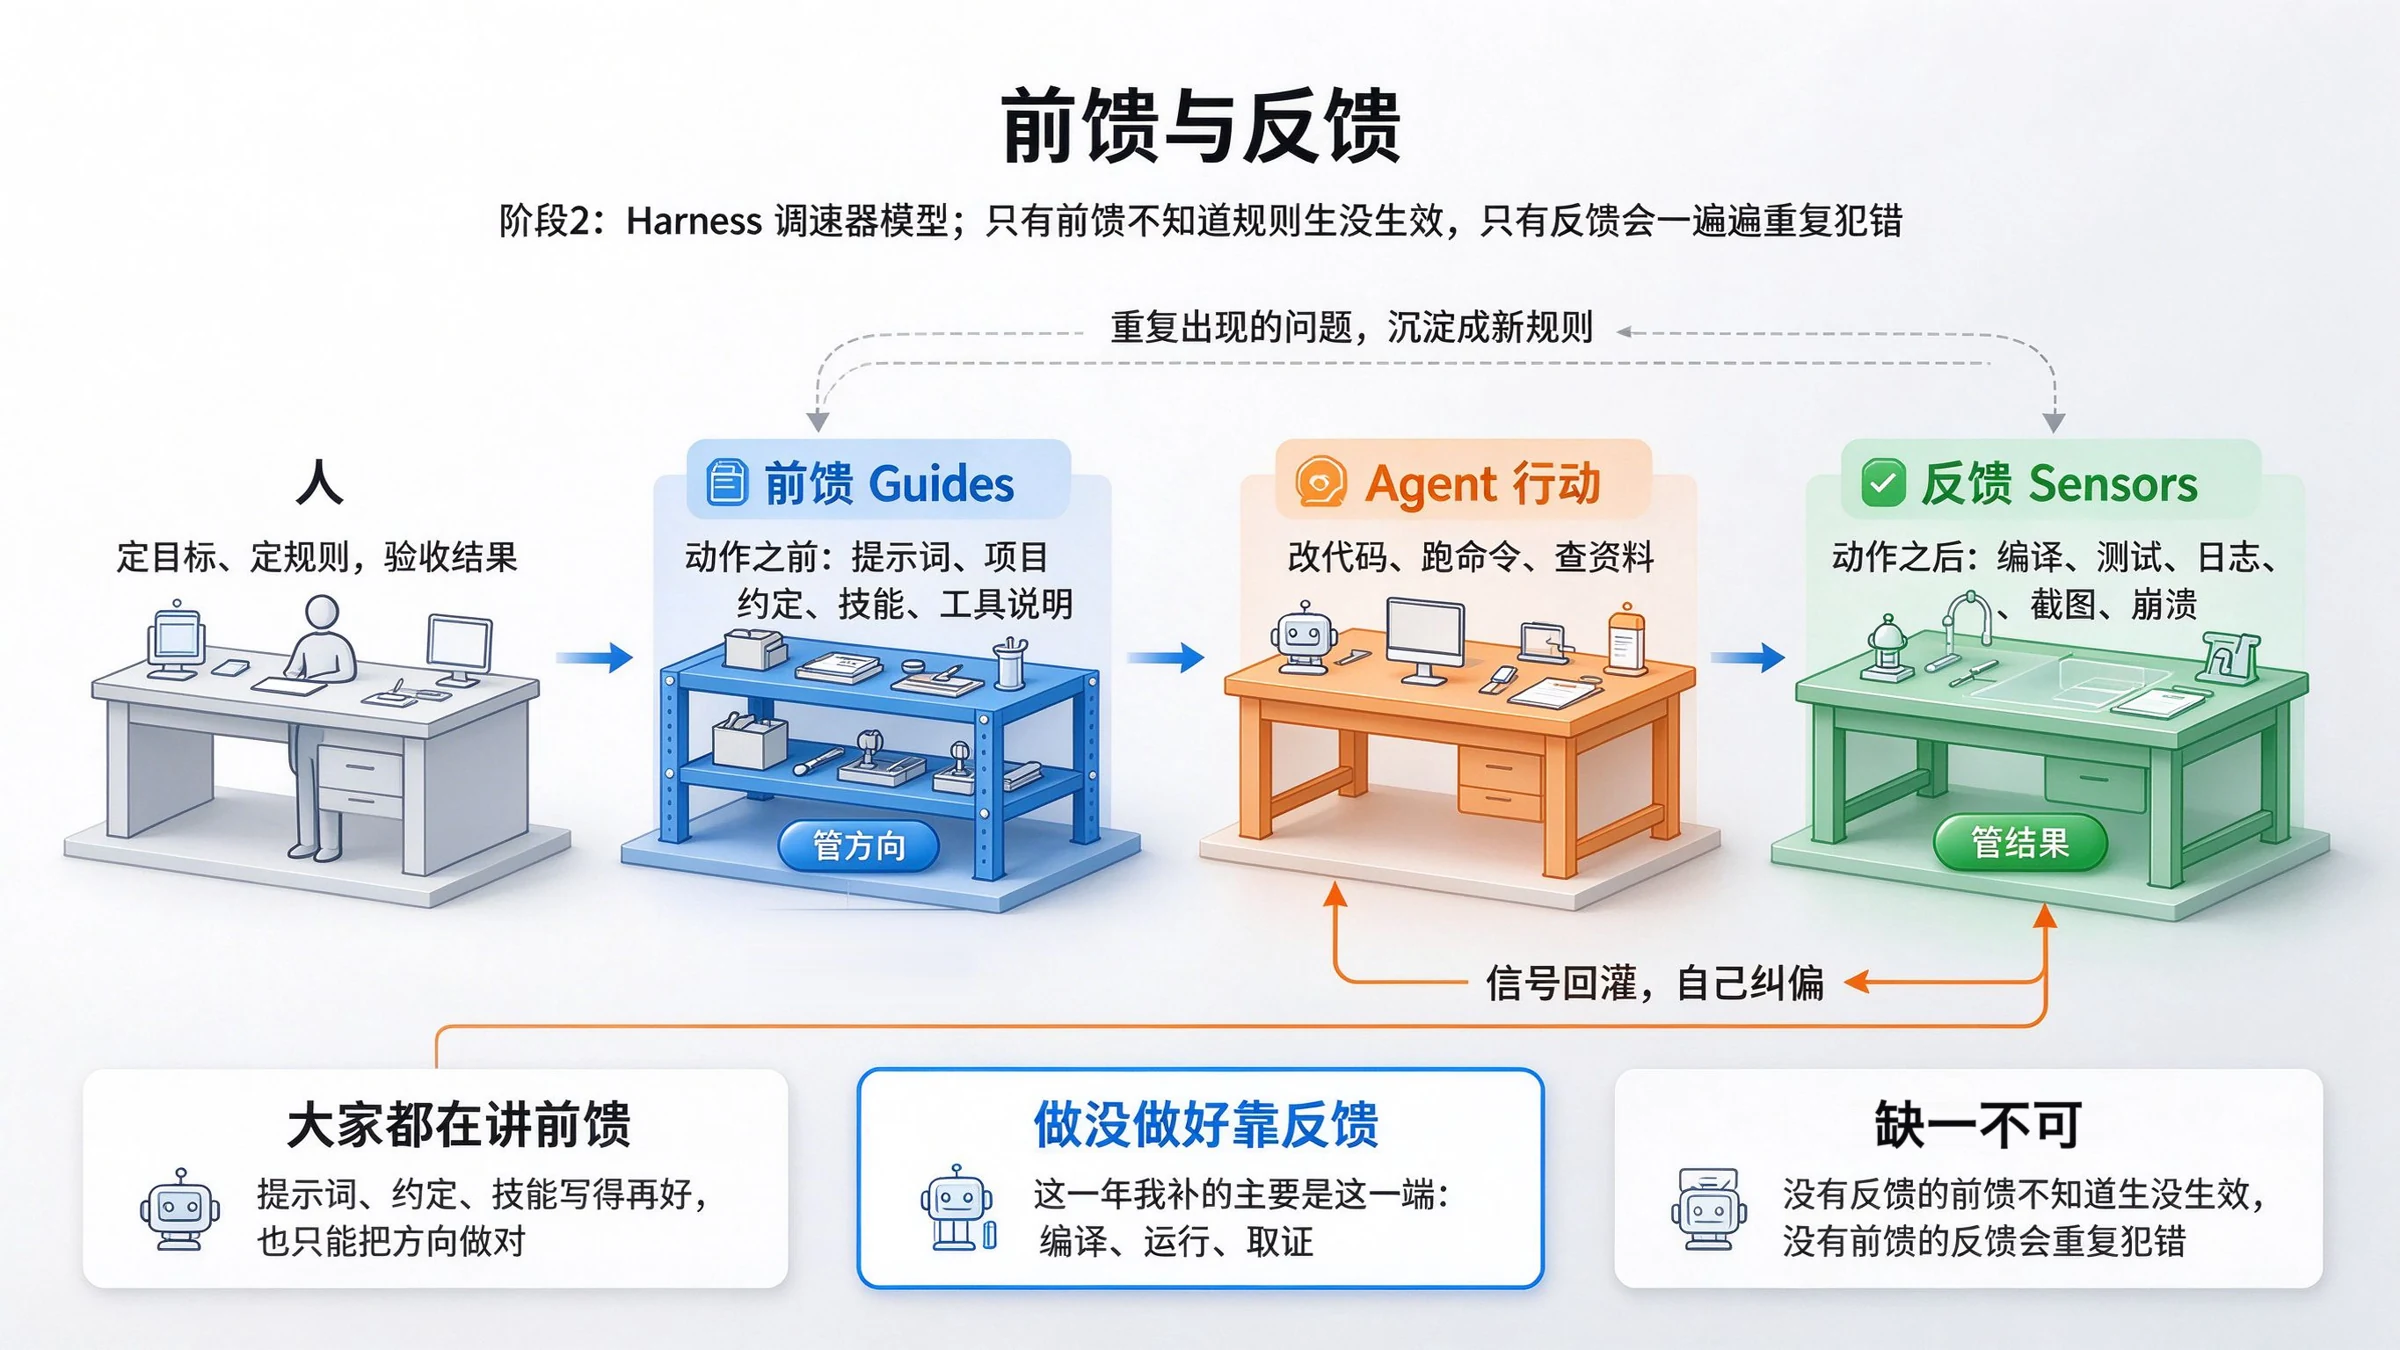 前馈与反馈
阶段2：Harness 调速器模型；只有前馈不知道规则生没生效，只有反馈会一遍遍重复犯错
重复出现的问题，沉淀成新规则
人
定目标、定规则，验收结果
前馈 Guides
动作之前：提示词、项目
约定、技能、工具说明
管方向
Agent 行动
改代码、跑命令、查资料
反馈 Sensors
动作之后：编译、测试、日志、
、截图、崩溃
管结果
信号回灌，自己纠偏
大家都在讲前馈
提示词、约定、技能写得再好，
也只能把方向做对
做没做好靠反馈
这一年我补的主要是这一端：
编译、运行、取证
缺一不可
没有反馈的前馈不知道生没生效，
没有前馈的反馈会重复犯错